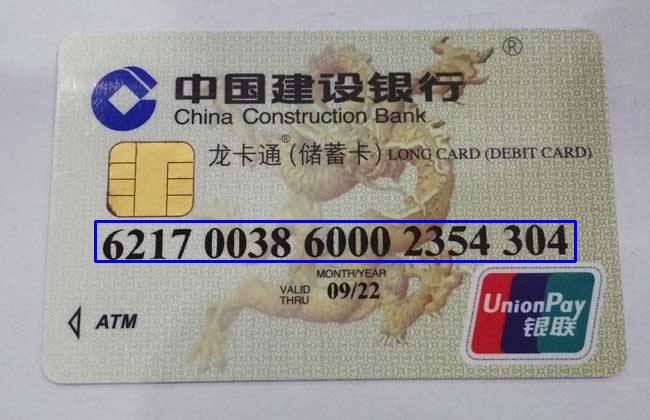 ®
中国建设银行
China Construction Bank
龙卡通®(储蓄卡) LONG CARD (DEBIT CARD)
6217 0038 6000 2354 304
MONTH/YEAR
VALID THRU 09/22
ATM
UnionPay
银联